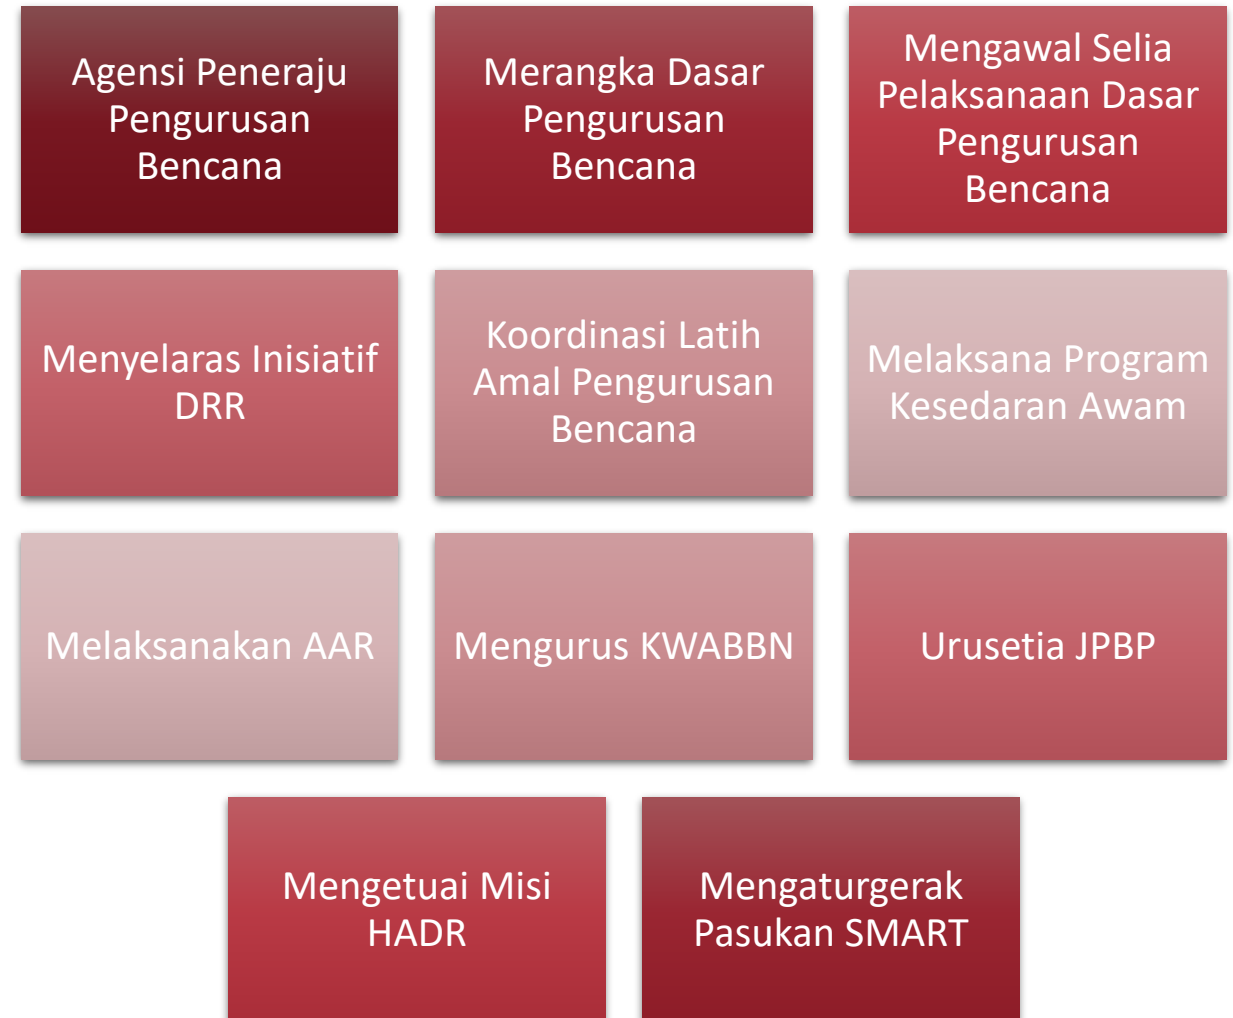 Agensi Peneraju
Pengurusan
Bencana
Merangka Dasar
Pengurusan
Bencana
Mengawal Selia
Pelaksanaan Dasar
Pengurusan
Bencana
Menyelaras Inisiatif
DRR
Koordinasi Latih
Amal Pengurusan
Bencana
Melaksana Program
Kesedaran Awam
Melaksanakan AAR
Mengurus KWABBN
Urusetia JPBP
Mengetuai Misi
HADR
Mengaturgerak
Pasukan SMART